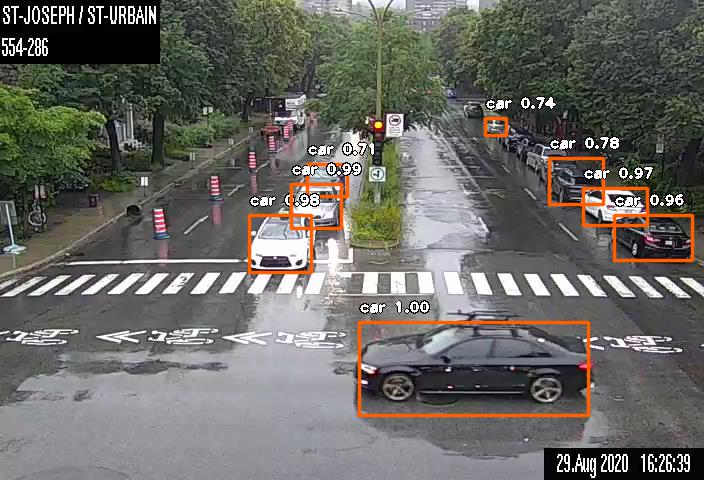 ST-JOSEPH / ST-URBAIN
554-286
car 0.74
car 0.71
car 0.78
car 0.99
car 0.97
car 0.98
car 0.96
car 1.00
29.Aug 2020 16:26:39